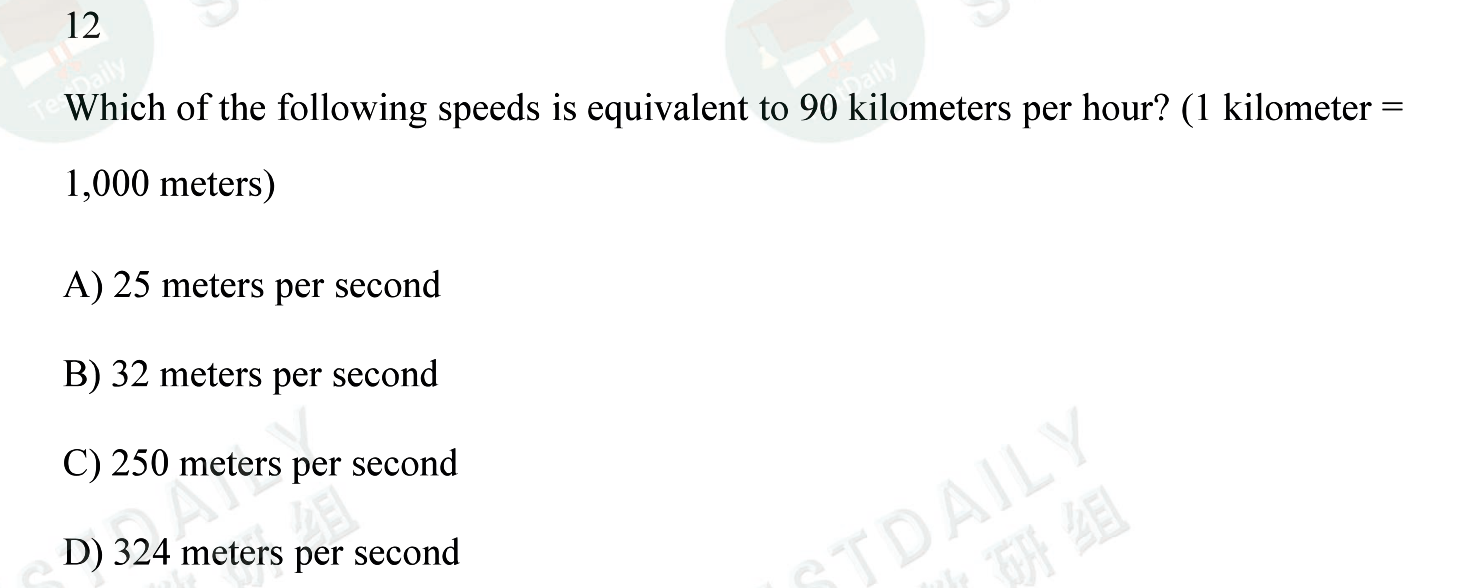 12
Which of the following speeds is equivalent to 90 kilometers per hour? (1 kilometer =
1,000 meters)
A) 25 meters per second
B) 32 meters per second
C) 250 meters per second
D) 324 meters per second